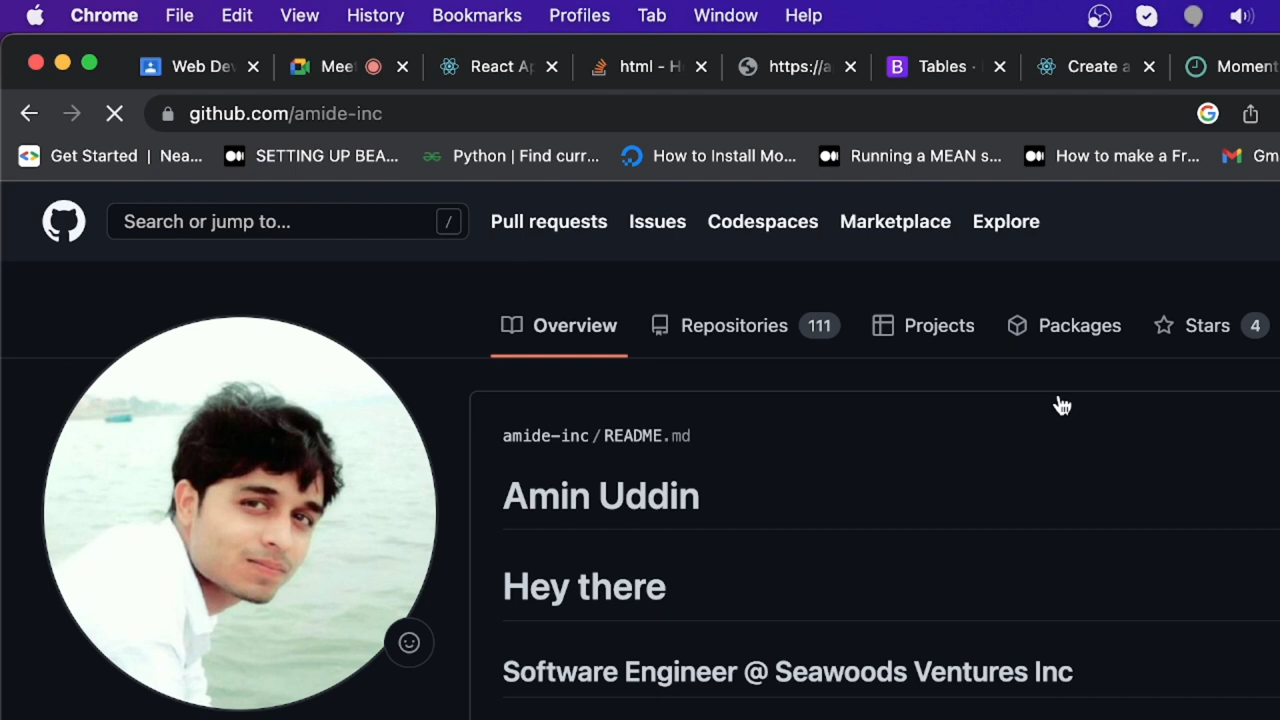 Chrome File Edit View History Bookmarks Profiles Tab Window Help
Web De Mee React A html - H https://a B Tables Create a Moment
github.com/amide-inc G
Get Started | Nea... SETTING UP BEA... Python | Find curr... How to Install Mo... Running a MEAN s... How to make a Fr... Gm
Search or jump to... / Pull requests Issues Codespaces Marketplace Explore
Overview Repositories 111 Projects Packages Stars 4
amide-inc/README.md
Amin Uddin
Hey there
Software Engineer @ Seawoods Ventures Inc